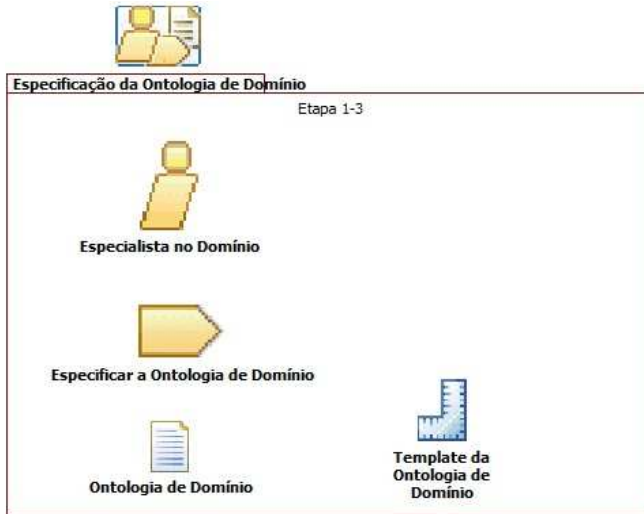 Especificação da Ontologia de Domínio
Etapa 1-3
Especialista no Domínio
Especificar a Ontologia de Domínio
Ontologia de Domínio
Template da
Ontologia de
Domínio